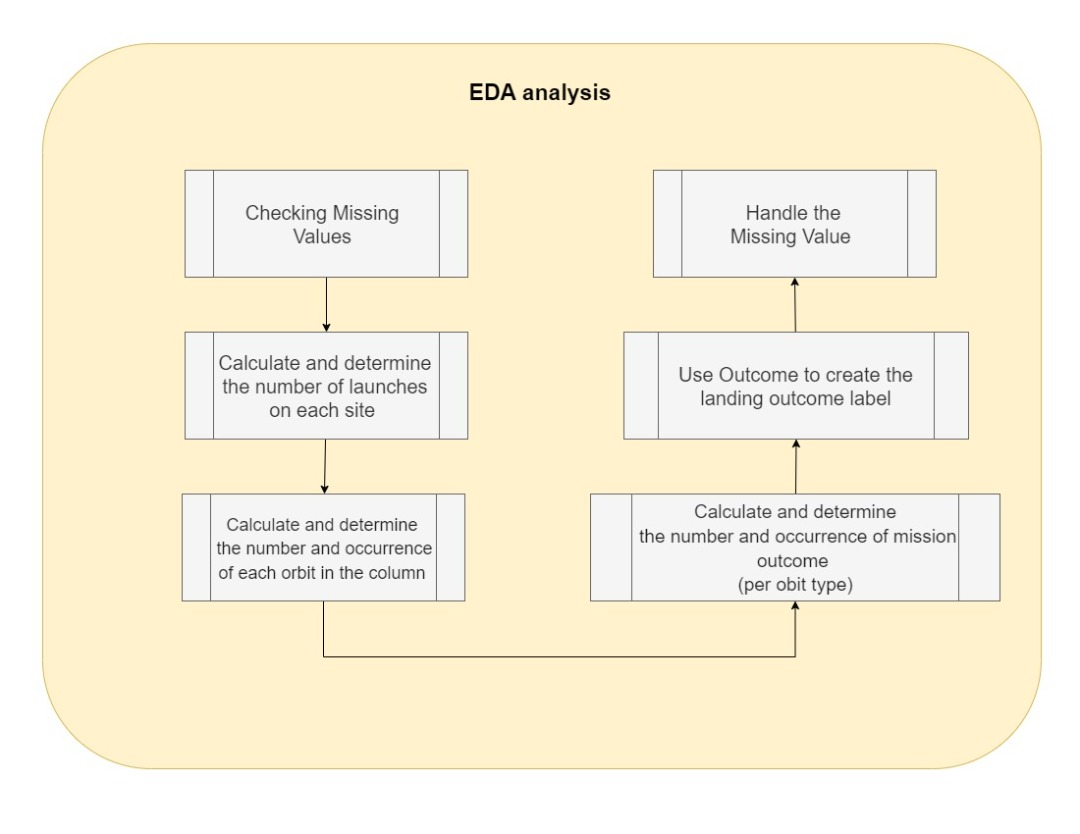 EDA analysis
Checking Missing
Values
Calculate and determine
the number of launches
on each site
Calculate and determine
the number and occurrence
of each orbit in the column
Calculate and determine
the number and occurrence of mission
outcome
(per obit type)
Use Outcome to create the
landing outcome label
Handle the
Missing Value